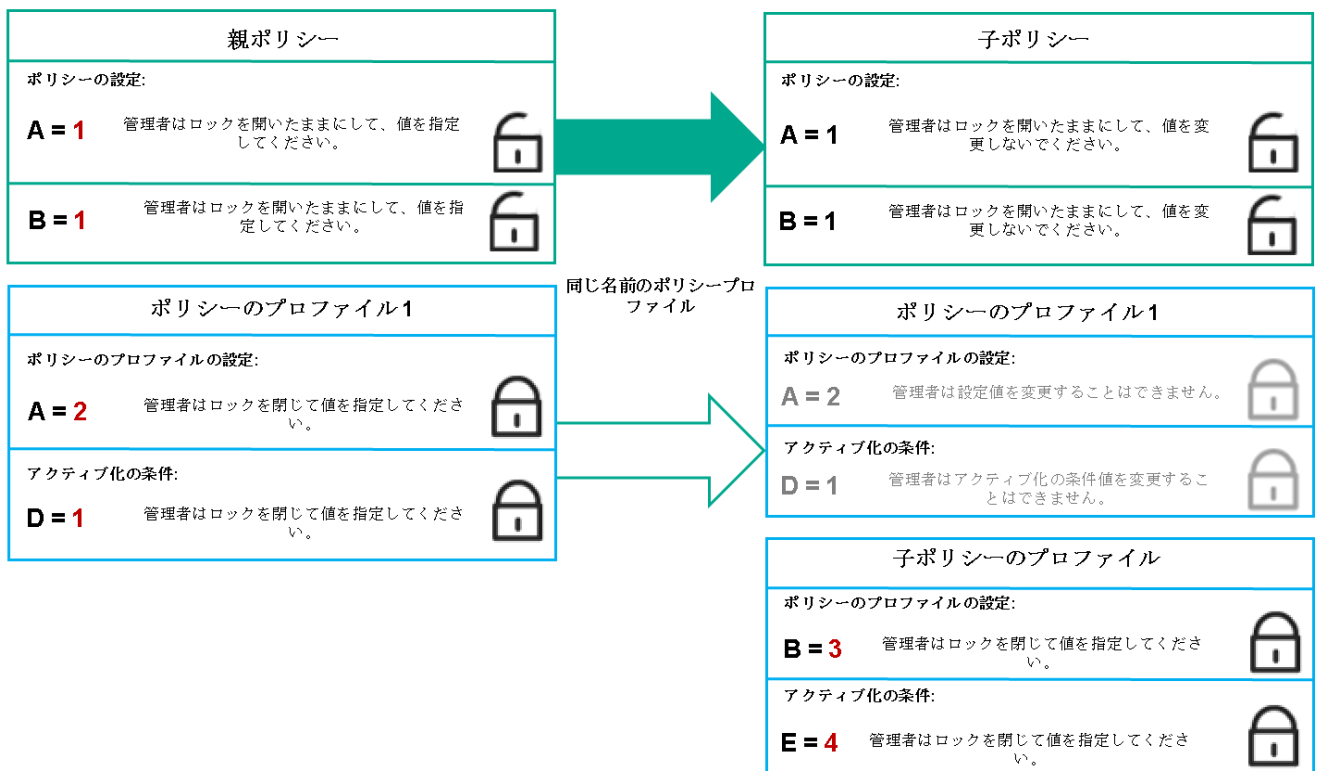 親ポリシー
ポリシーの設定:
A = 1
管理者はロックを開いたままにして、値を指定
してください。
B = 1
管理者はロックを開いたままにして、値を指
定してください。
子ポリシー
ポリシーの設定:
A = 1
管理者はロックを開いたままにして、値を変
更しないでください。
B = 1
管理者はロックを開いたままにして、値を変
更しないでください。
同じ名前のポリシープロ
ファイル
ポリシーのプロファイル1
ポリシーのプロファイルの設定:
A = 2
管理者はロックを閉じて値を指定してくださ
い。
アクティブ化の条件:
D = 1
管理者はロックを閉じて値を指定してくださ
い。
ポリシーのプロファイル1
ポリシーのプロファイルの設定:
A = 2
管理者は設定値を変更することはできません。
アクティブ化の条件:
D = 1
管理者はアクティブ化の条件値を変更するこ
とはできません。
子ポリシーのプロファイル
ポリシーのプロファイルの設定:
B = 3
管理者はロックを閉じて値を指定してくださ
い。
アクティブ化の条件:
E = 4
管理者はロックを閉じて値を指定してくださ
い。